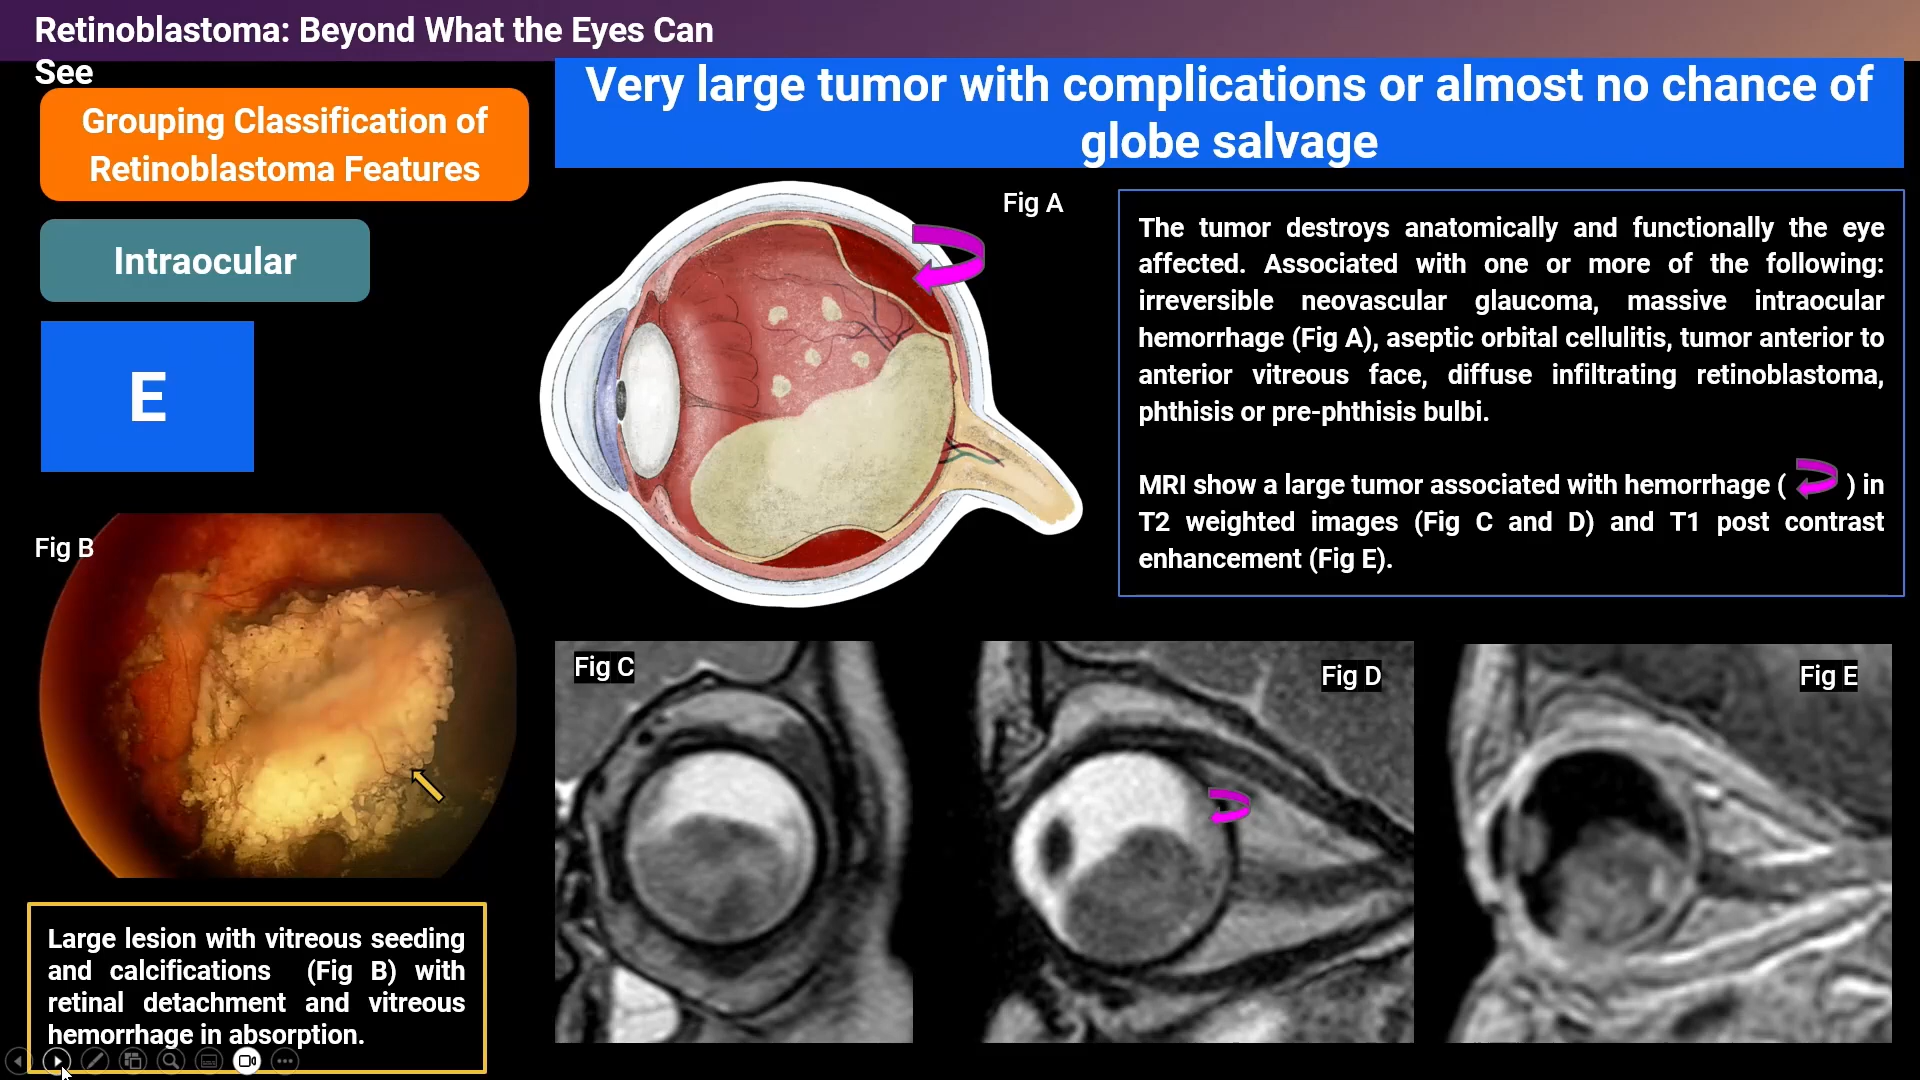 Retinoblastoma: Beyond What the Eyes Can
See
Grouping Classification of
Retinoblastoma Features
Intraocular
E
Very large tumor with complications or almost no chance of
globe salvage
Fig A
The tumor destroys anatomically and functionally the eye
affected. Associated with one or more of the following:
irreversible neovascular glaucoma, massive intraocular
hemorrhage (Fig A), aseptic orbital cellulitis, tumor anterior to
anterior vitreous face, diffuse infiltrating retinoblastoma,
phthisis or pre-phthisis bulbi.
MRI show a large tumor associated with hemorrhage ( ) in
T2 weighted images (Fig C and D) and T1 post contrast
enhancement (Fig E).
Fig B
Large lesion with vitreous seeding
and calcifications (Fig B) with
retinal detachment and vitreous
hemorrhage in absorption.
Fig C
Fig D
Fig E